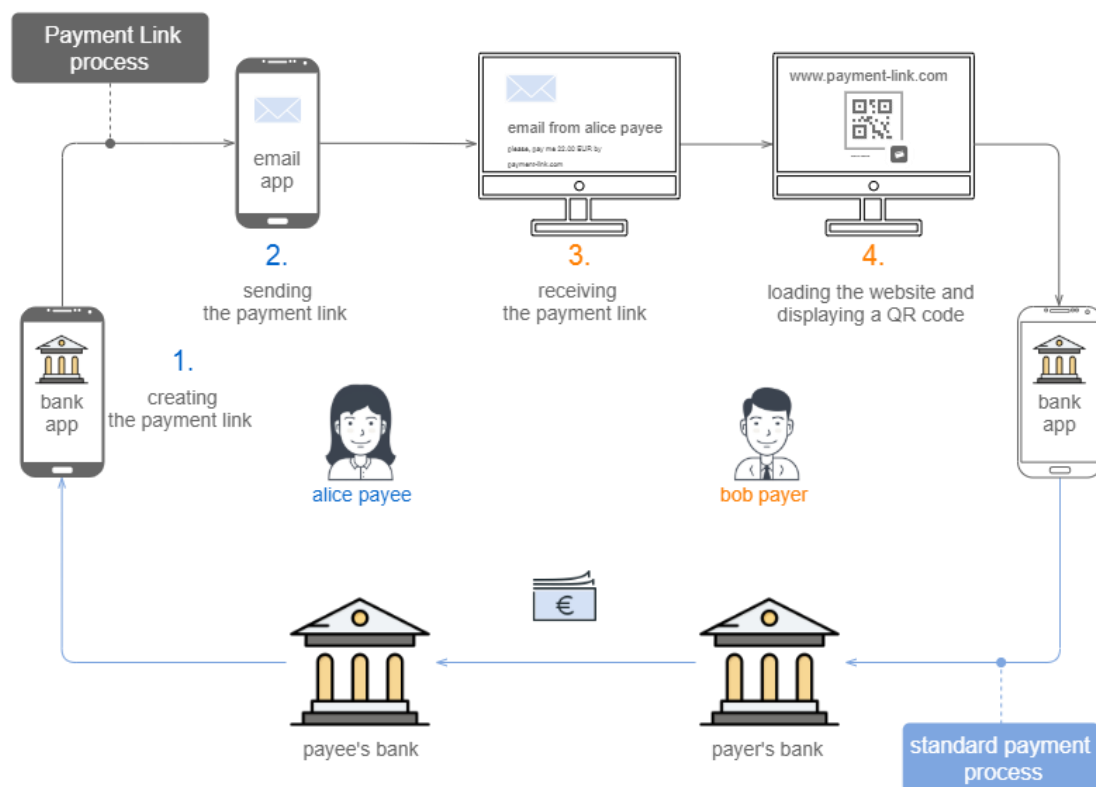 Payment Link
process
email
app
email from alice payee
please, pay me 22.00 EUR by
payment-link.com
www.payment-link.com
2.
sending
the payment link
3.
receiving
the payment link
4.
loading the website and
displaying a QR code
bank
app
1.
creating
the payment link
alice payee
bob payer
bank
app
€
payee's bank
payer's bank
standard payment
process